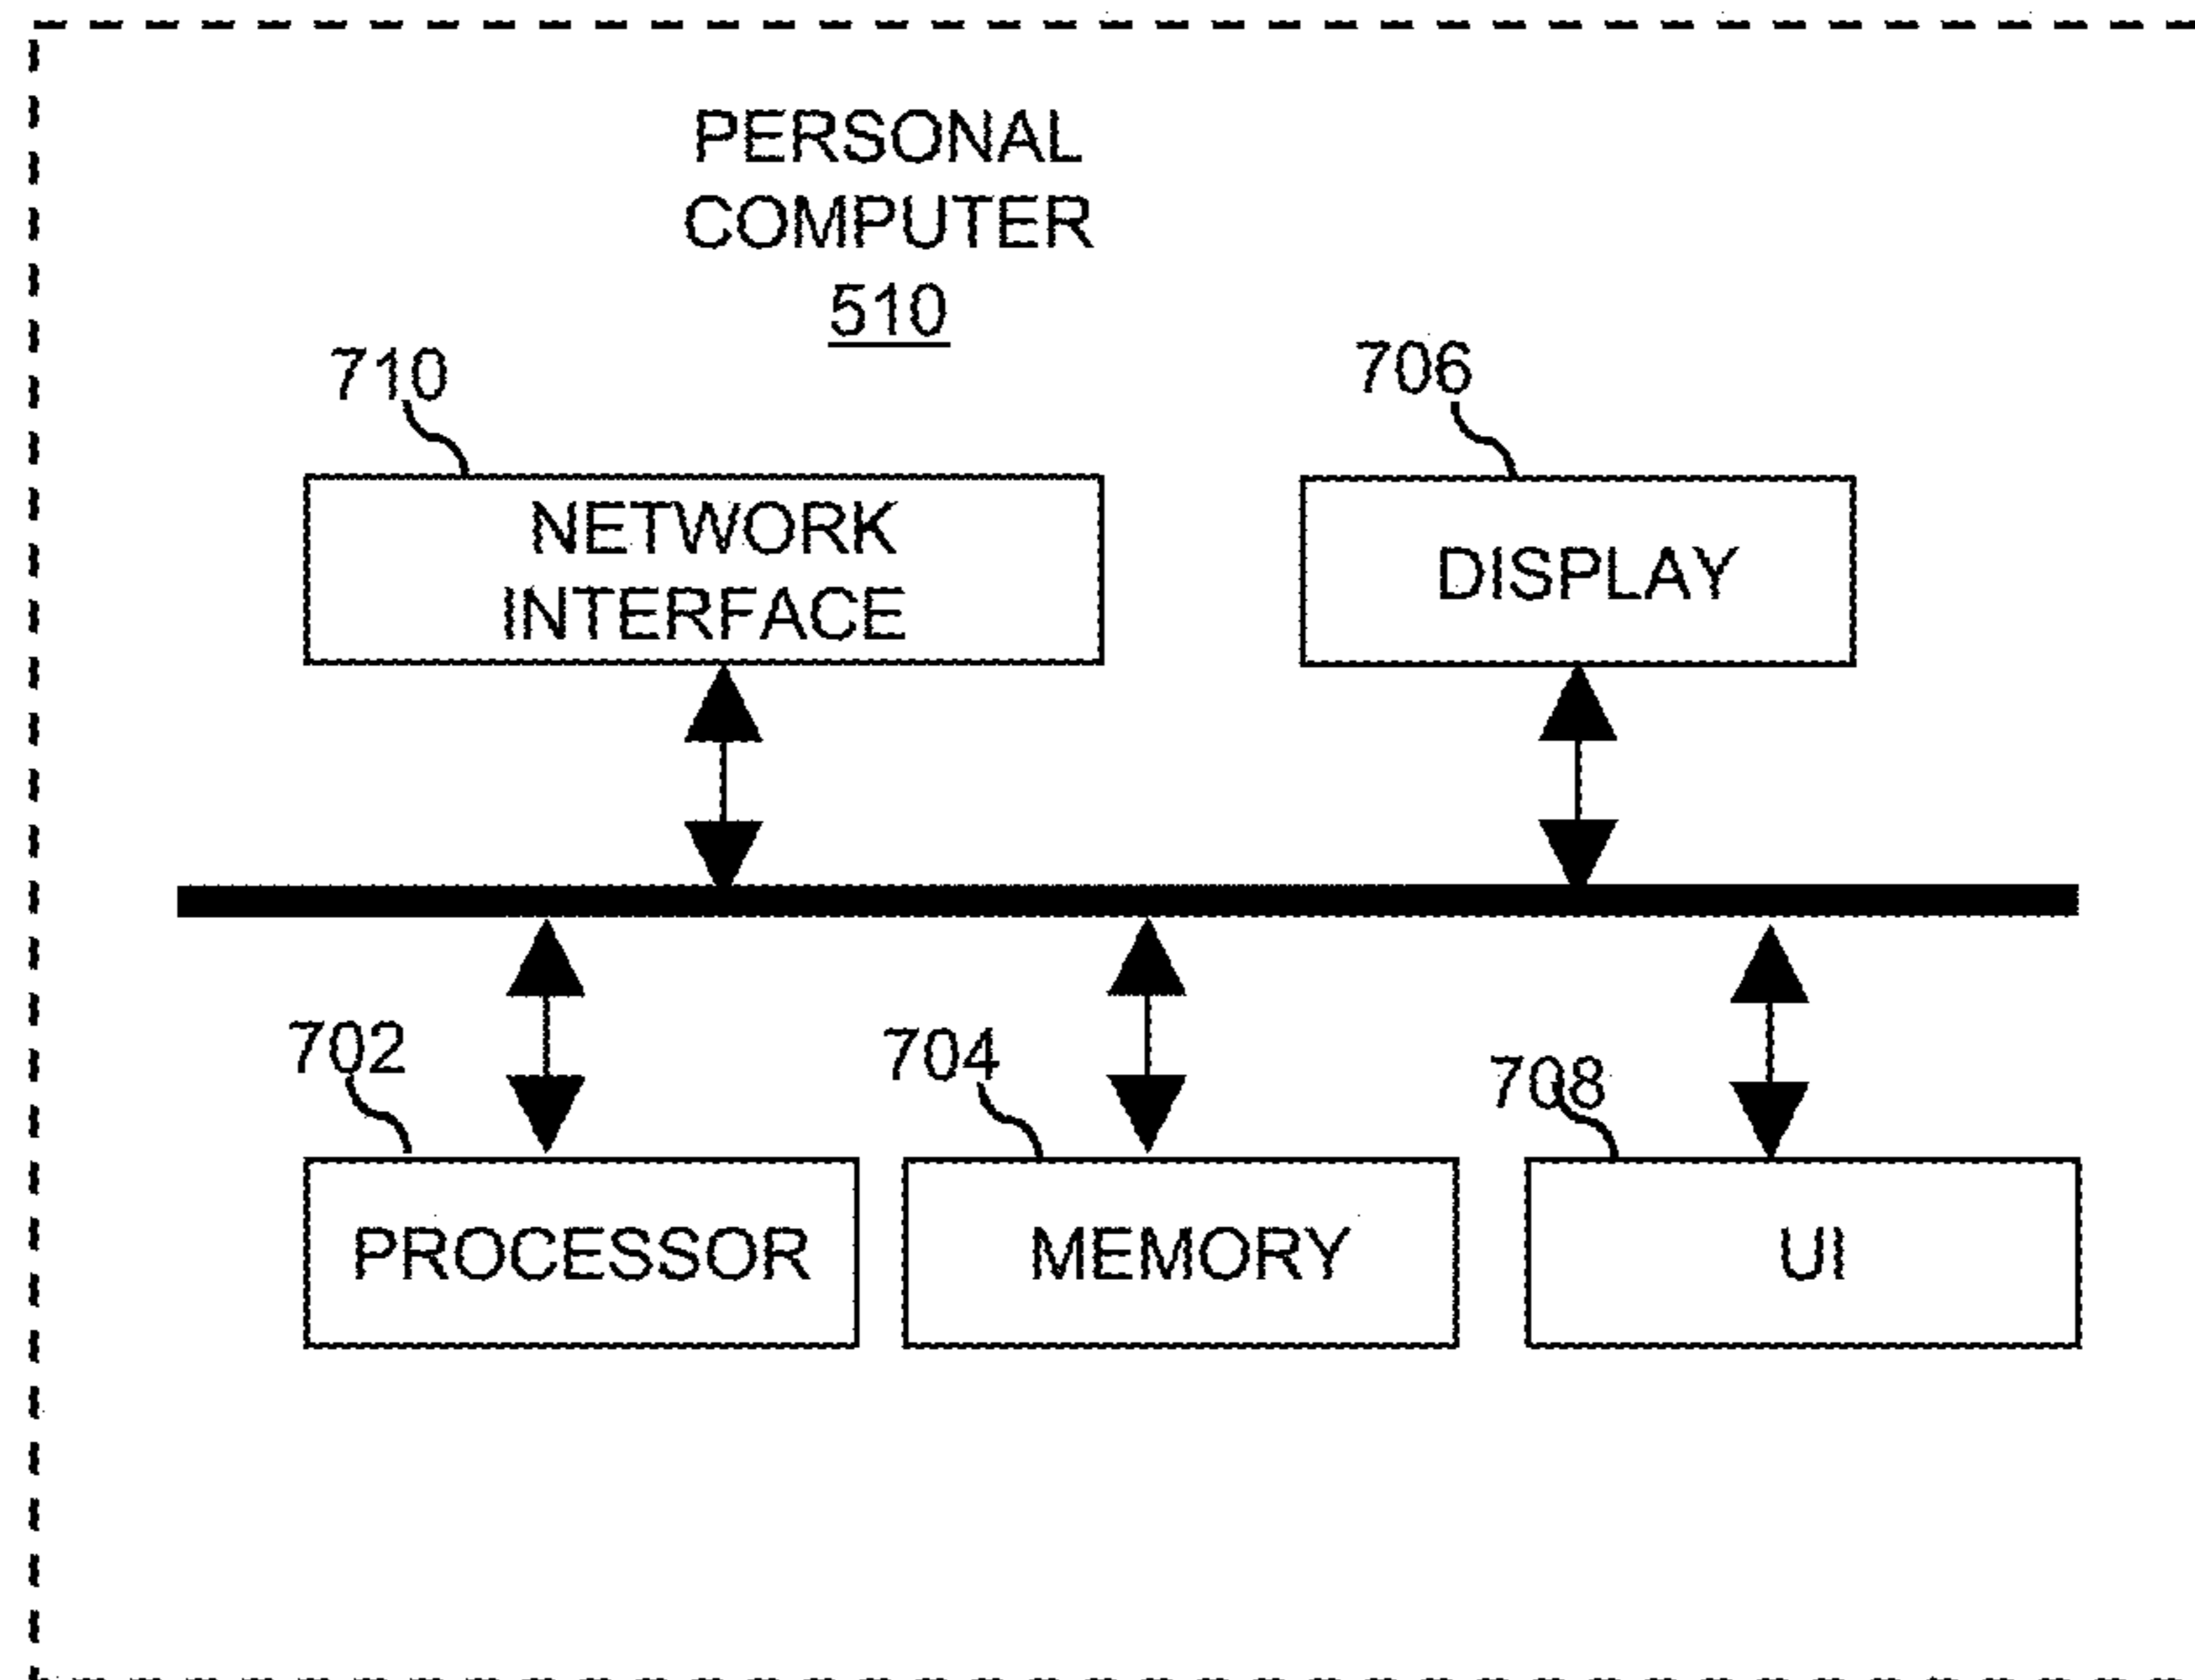 PERSONAL
COMPUTER
510
710
706
NETWORK
INTERFACE
DISPLAY
702
704
708
PROCESSOR
MEMORY
UI